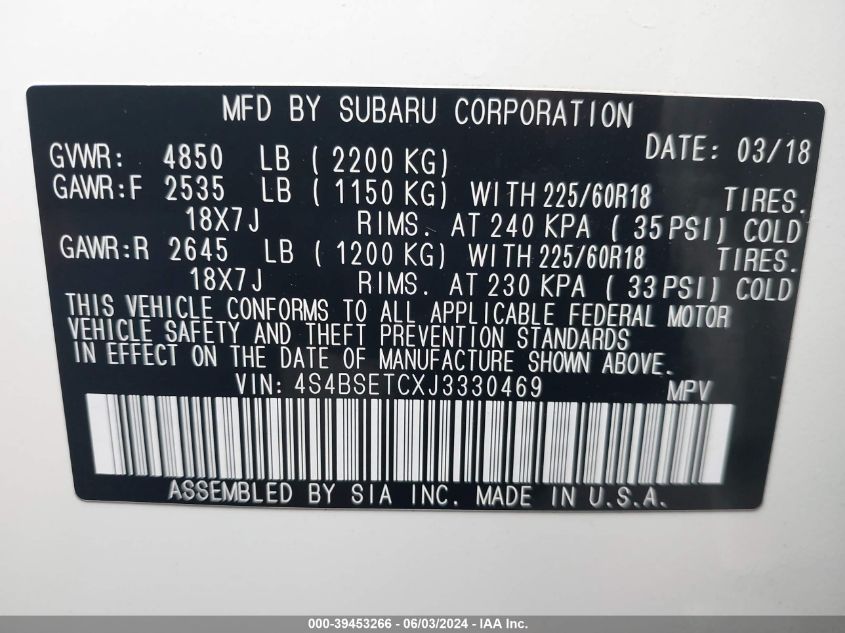 MFD BY SUBARU CORPORATION
DATE: 03/18
GVWR: 4850 LB ( 2200 KG)
GAWR:F 2535 LB ( 1150 KG) WITH 225/60R18 TIRES.
18X7J RIMS. AT 240 KPA ( 35 PSI) COLD
GAWR:R 2645 LB ( 1200 KG) WITH 225/60R18 TIRES.
18X7J RIMS. AT 230 KPA ( 33 PSI) COLD
THIS VEHICLE CONFORMS TO ALL APPLICABLE FEDERAL MOTOR
VEHICLE SAFETY AND THEFT PREVENTION STANDARDS
IN EFFECT ON THE DATE OF MANUFACTURE SHOWN ABOVE.
VIN: 4S4BSETCXJ3330469 MPV
ASSEMBLED BY SIA INC. MADE IN U.S.A.
000-39453266 - 06/03/2024 - IAA Inc.